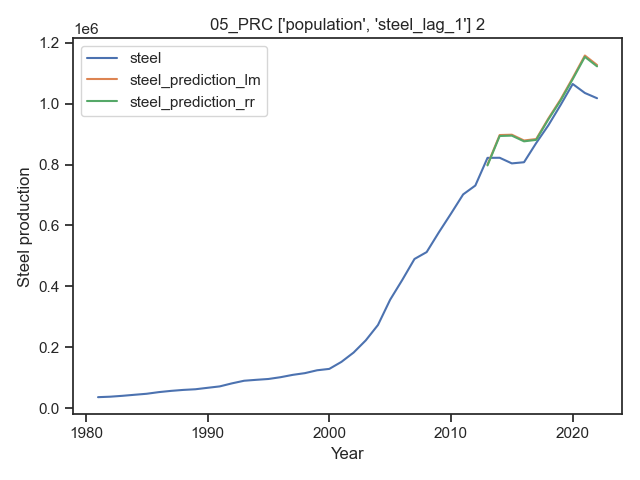 05_PRC ['population', 'steel_lag_1'] 2
1e6
steel
steel_prediction_lm
steel_prediction_rr
Steel production
1.2
1.0
0.8
0.6
0.4
0.2
0.0
1980 1990 2000 2010 2020
Year